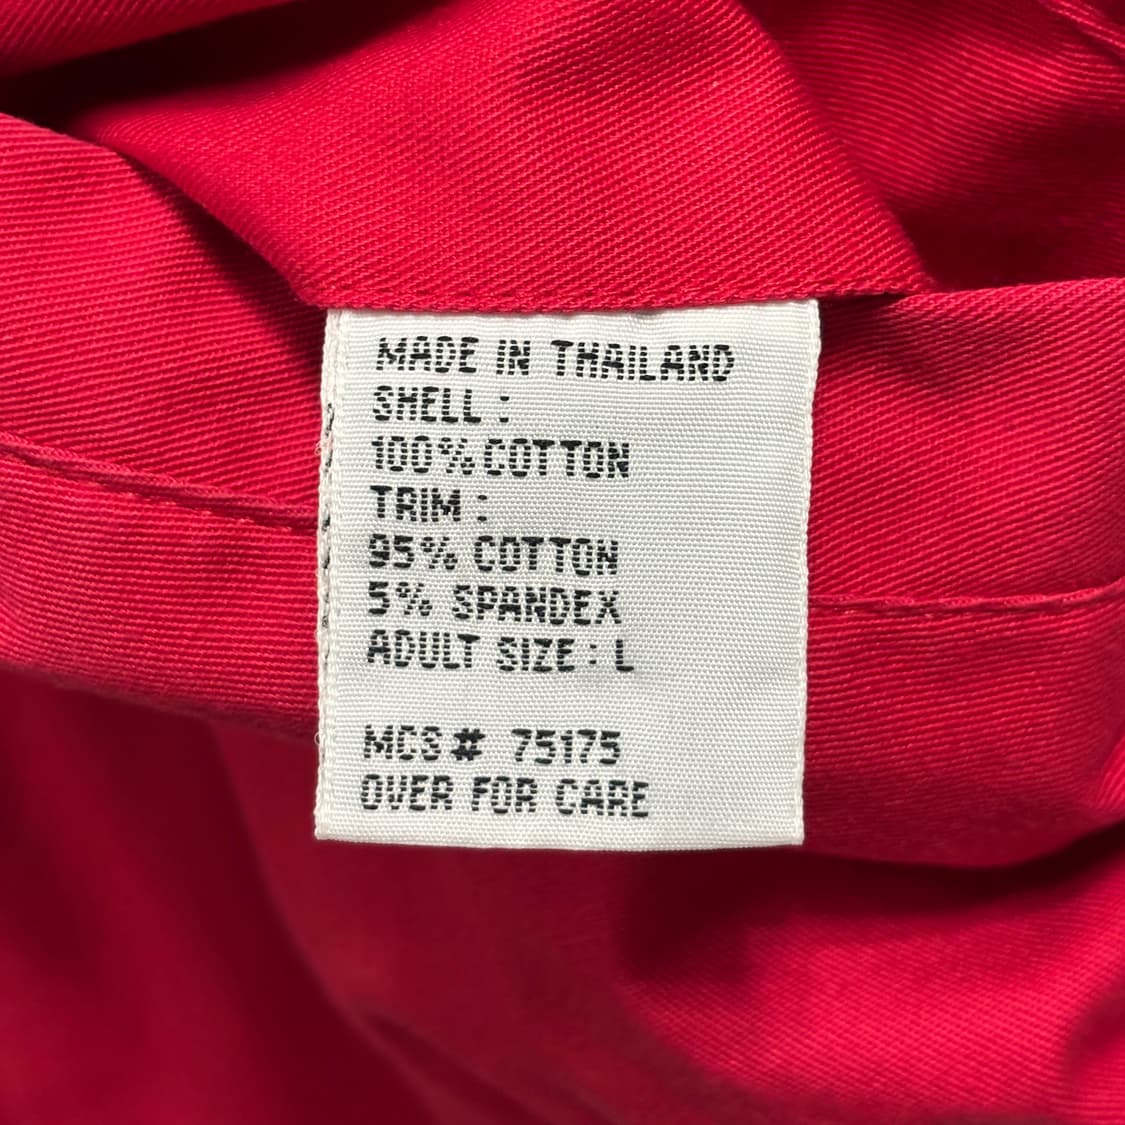 MADE IN THAILAND
SHELL :
100% COTTON
TRIM :
95% COTTON
5% SPANDEX
ADULT SIZE : L
MCS # 75175
OVER FOR CARE